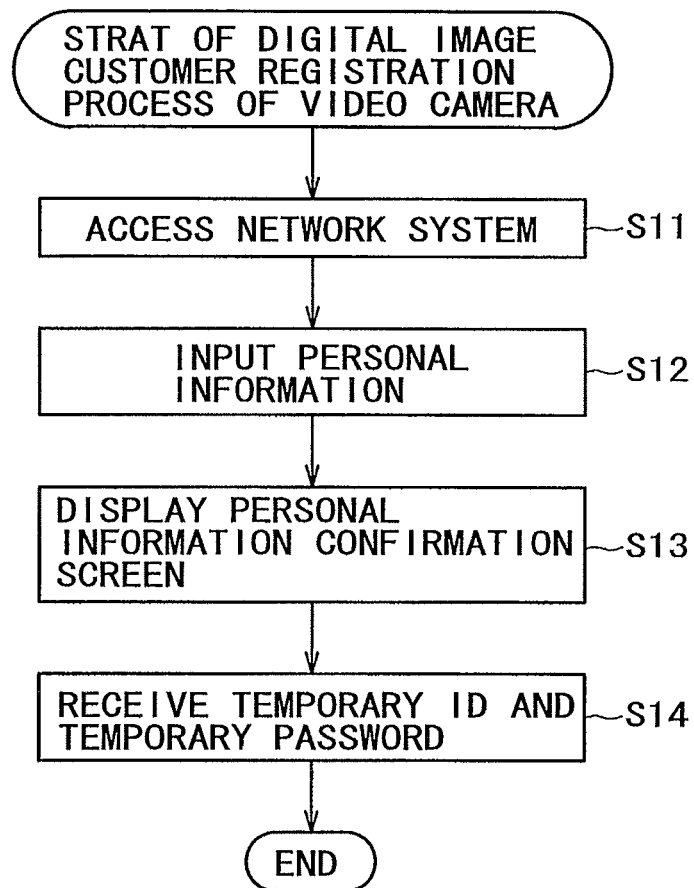 STRAT OF DIGITAL IMAGE
CUSTOMER REGISTRATION
PROCESS OF VIDEO CAMERA
ACCESS NETWORK SYSTEM
S11
INPUT PERSONAL
INFORMATION
S12
DISPLAY PERSONAL
INFORMATION CONFIRMATION
SCREEN
S13
RECEIVE TEMPORARY ID AND
TEMPORARY PASSWORD
S14
END